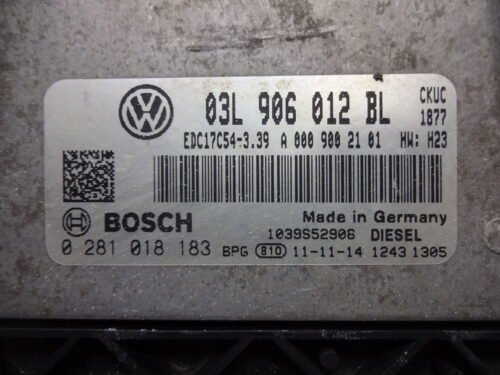 03L 906 012 BL CKUC
1877
EDC17C54-3.39 A 000 900 21 01 HW: H23
BOSCH
Made in Germany
1039S52906 DIESEL
0 281 018 183 BPG 810 11-11-14 1243 1305